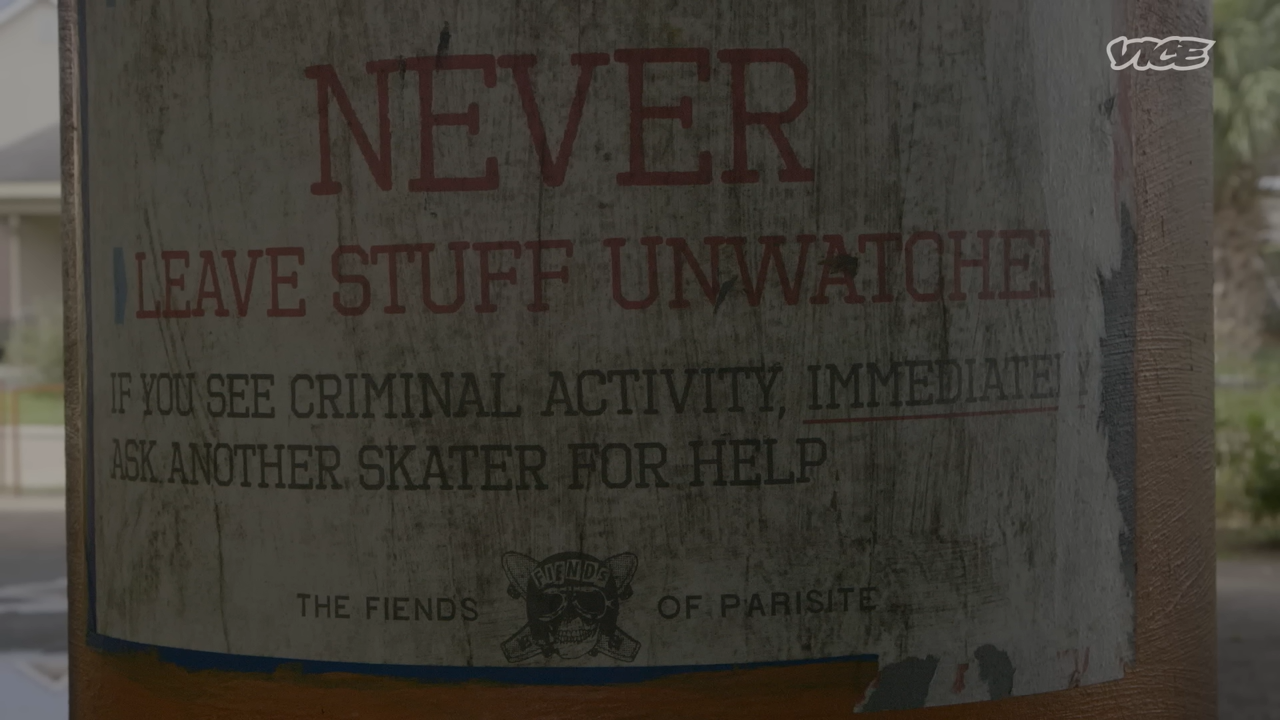 VICE
NEVER
LEAVE STUFF UNWATCHE
IF YOU SEE CRIMINAL ACTIVITY, IMMEDIATEL
ASK ANOTHER SKATER FOR HELP
FIENDS
THE FIENDS OF PARISITE